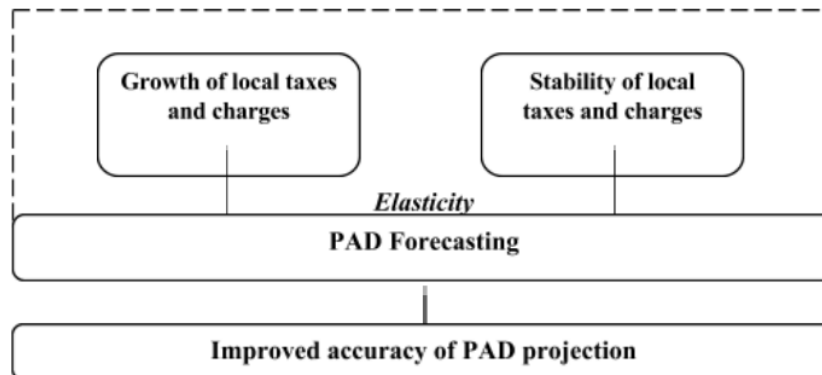 Growth of local taxes
and charges
Stability of local
taxes and charges
Elasticity
PAD Forecasting
Improved accuracy of PAD projection